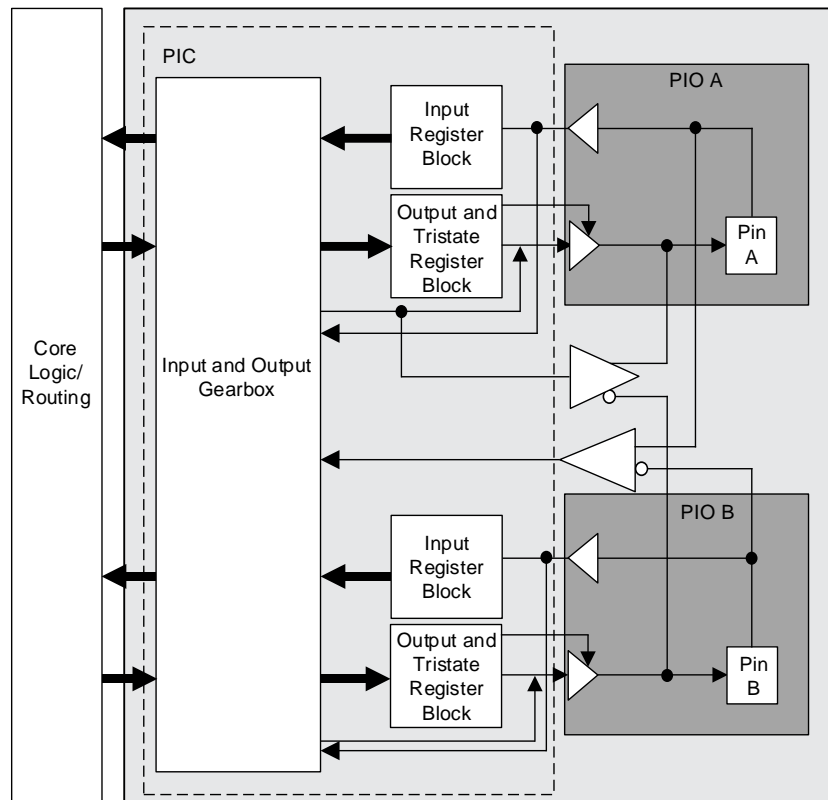 PIC
PIO A
Input
Register
Block
Output and
Tristate
Register
Block
Pin
A
Core
Logic/
Routing
Input and Output
Gearbox
PIO B
Input
Register
Block
Output and
Tristate
Register
Block
Pin
B